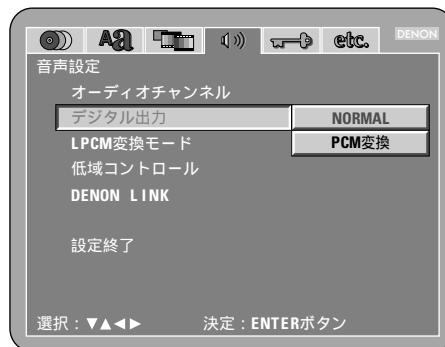 Aあ etc. DENON
音声設定
オーディオチャンネル
デジタル出力 NORMAL
LPCM変換モード PCM変換
低域コントロール
DENON LINK
設定終了
選択：▼▲◀▶ 決定：ENTERボタン